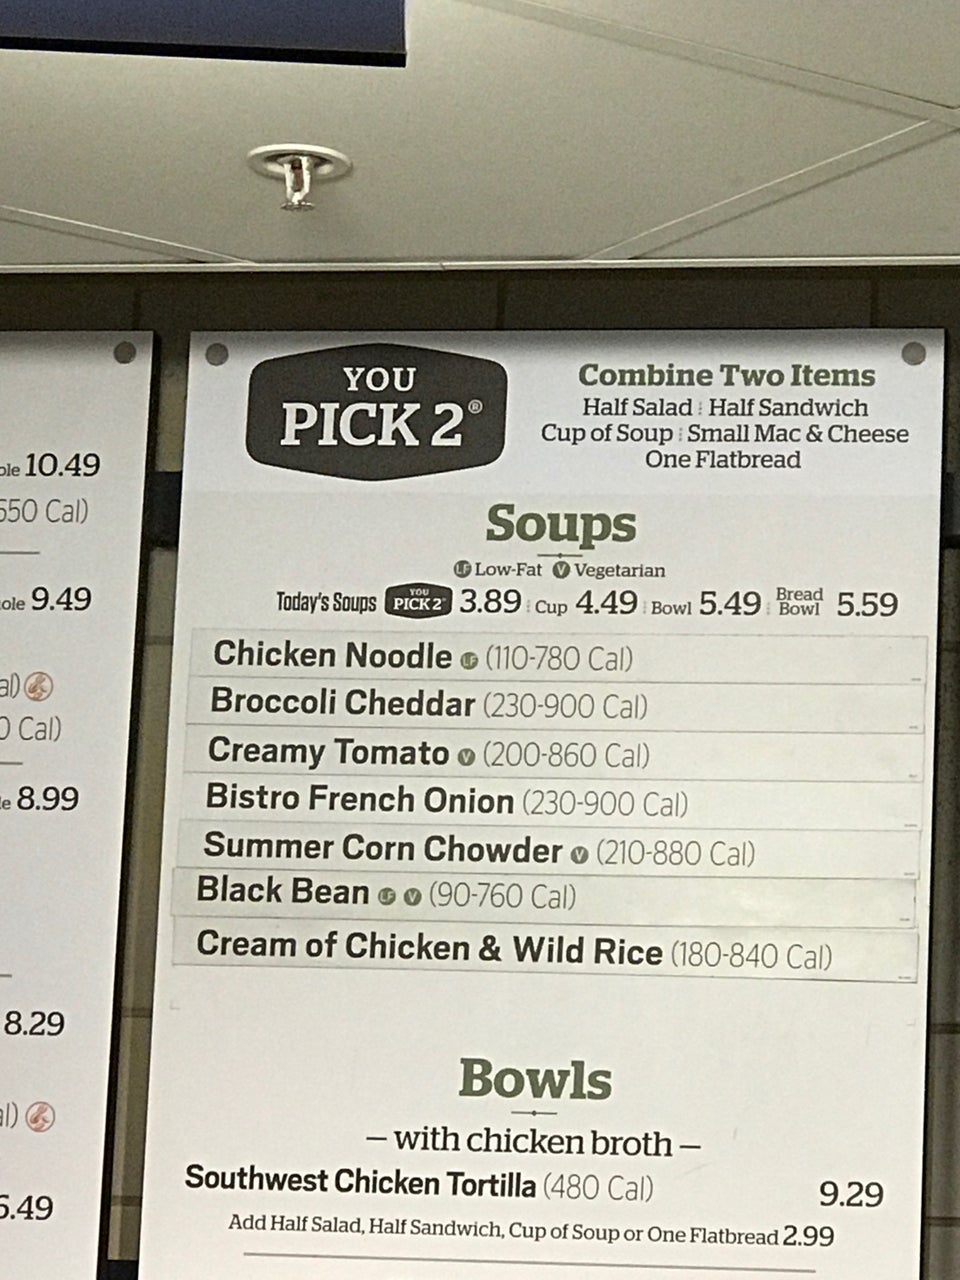 10.49
Cal)
9.49
Cal)
8.99
8.29
YOU
PICK 2®
Combine Two Items
Half Salad Half Sandwich
Cup of Soup Small Mac & Cheese
One Flatbread
Soups
LF Low-Fat V Vegetarian
Today's Soups YOU PICK 2 3.89 Cup 4.49 Bowl 5.49 Bread Bowl 5.59
Chicken Noodle LF (110-780 Cal)
Broccoli Cheddar (230-900 Cal)
Creamy Tomato V (200-860 Cal)
Bistro French Onion (230-900 Cal)
Summer Corn Chowder V (210-880 Cal)
Black Bean LF V (90-760 Cal)
Cream of Chicken & Wild Rice (180-840 Cal)
Bowls
– with chicken broth –
Southwest Chicken Tortilla (480 Cal) 9.29
Add Half Salad, Half Sandwich, Cup of Soup or One Flatbread 2.99